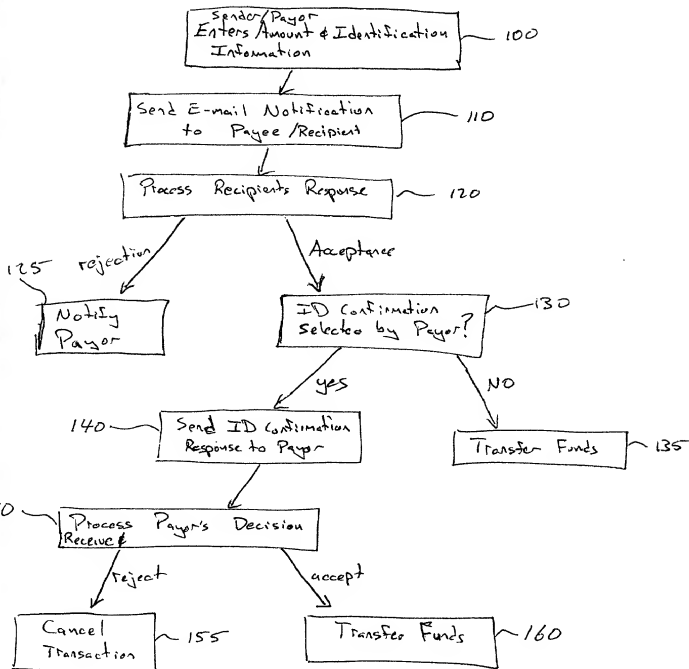 Sender/Payor
Enters Amount & Identification
Information
100
Send E-mail Notification
to Payee/Recipient
110
Process Recipients Response
120
rejection
Acceptance
125
Notify
Payor
ID Confirmation
Selected by Payor?
130
yes
NO
140
Send ID Confirmation
Response to Payor
Transfer Funds
135
0
Process Payor's Decision
Receive &
reject
accept
Cancel
Transaction
155
Transfer Funds
160